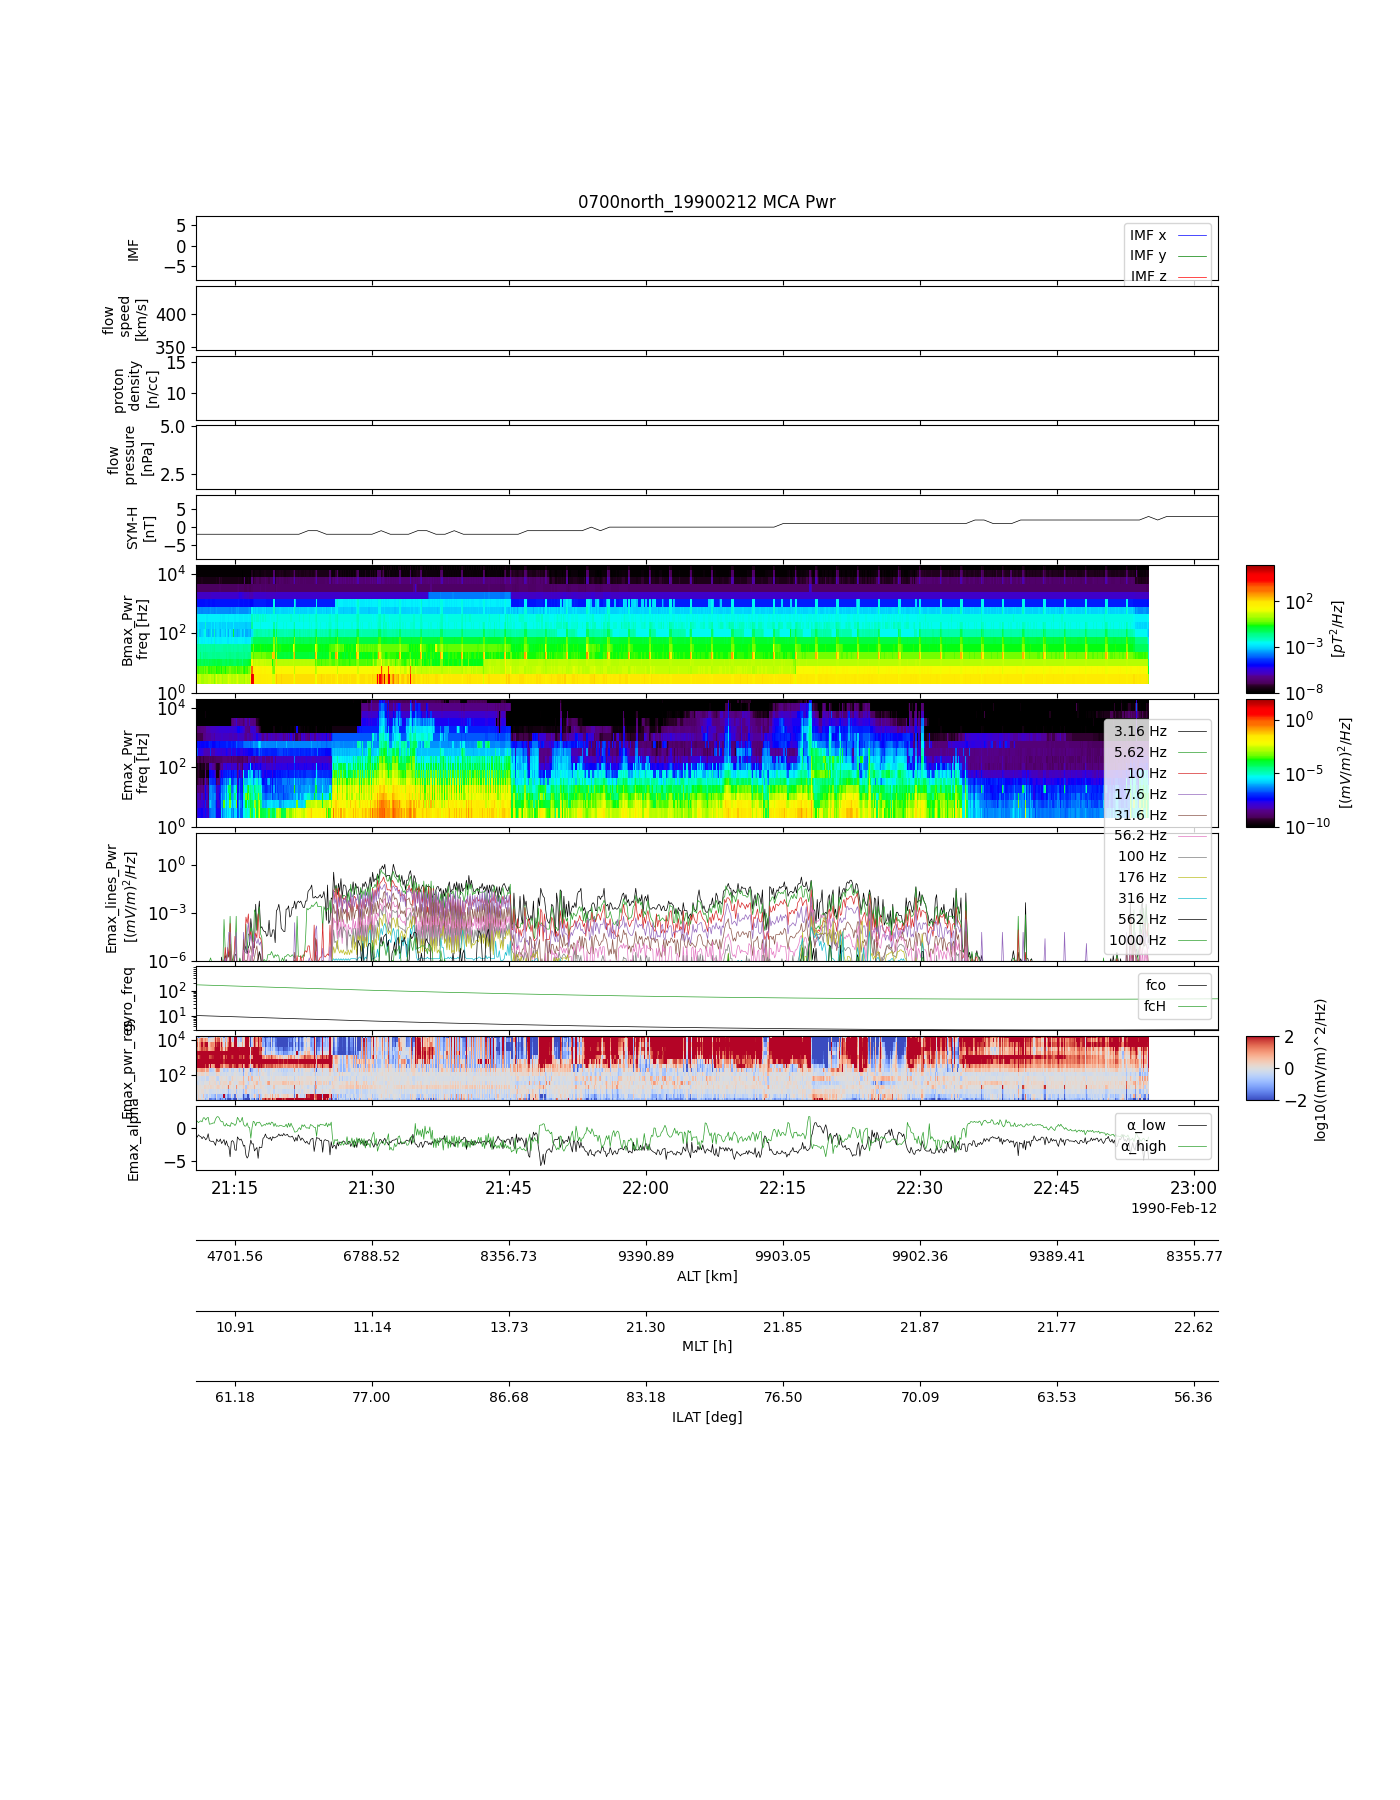 0700north_19900212 MCA Pwr
IMF
5
0
−5
IMF x
IMF y
IMF z
flow
speed
[km/s]
400
350
proton
density
[n/cc]
15
10
flow
pressure
[nPa]
5.0
2.5
SYM-H
[nT]
5
0
−5
Bmax_Pwr
freq [Hz]
10^4
10^2
10^0
10^2
10^−3
10^−8
[pT^2/Hz]
Emax_Pwr
freq [Hz]
10^4
10^2
10^0
10^0
10^−5
10^−10
[(mV/m)^2/Hz]
3.16 Hz
5.62 Hz
10 Hz
17.6 Hz
31.6 Hz
56.2 Hz
100 Hz
176 Hz
316 Hz
562 Hz
1000 Hz
Emax_lines_Pwr
[(mV/m)^2/Hz]
10^0
10^−3
10^−6
gyro_freq
10^2
10^1
fco
fcH
Emax_pwr_reg
10^4
10^2
2
0
−2
log10((mV/m)^2/Hz)
Emax_alpha
0
−5
α_low
α_high
21:15 21:30 21:45 22:00 22:15 22:30 22:45 23:00
1990-Feb-12
4701.56 6788.52 8356.73 9390.89 9903.05 9902.36 9389.41 8355.77
ALT [km]
10.91 11.14 13.73 21.30 21.85 21.87 21.77 22.62
MLT [h]
61.18 77.00 86.68 83.18 76.50 70.09 63.53 56.36
ILAT [deg]